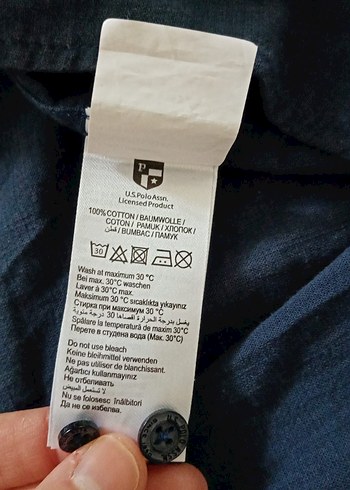 P
U.S. Polo Assn.
Licensed Product
100% COTTON / BAUMWOLLE /
COTON / PAMUK / ХЛОПОК /
قطن / BUMBAC / ПАМУК
30
Wash at maximum 30 °C
Bei max. 30°C waschen
Laver á 30°C max.
Maksimum 30 °C sıcaklıkta yıkayınız
Стирка при максимум 30 °C
يغسل بدرجة الحرارة أقصاها 30 درجة مئوية
Spălare la temperatură de maxim 30°C
Перете в студена вода (Max. 30°C)
Do not use bleach
Keine bleihmittel verwenden
Ne pas utiliser de blanchissant.
Ağartıcı kullanmayınız
Не отбеливать
لا تستعمل المبيض
Nu se folosesc înălbitori
Да не се избелва.